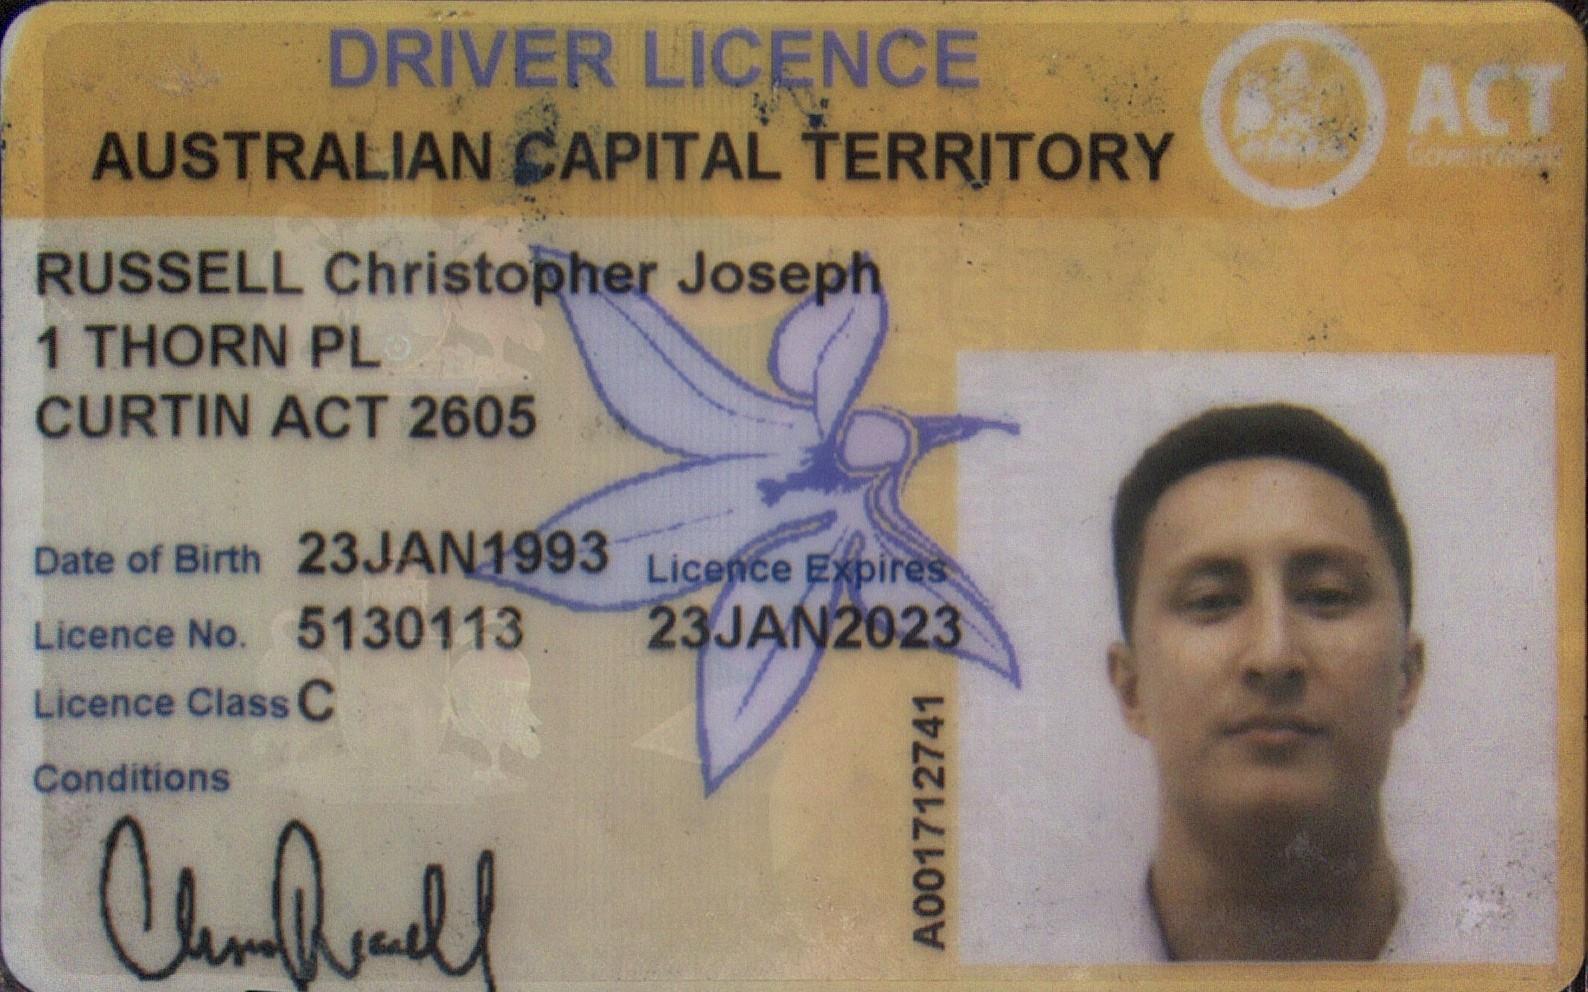 DRIVER LICENCE
ACT
Government
AUSTRALIAN CAPITAL TERRITORY
RUSSELL Christopher Joseph
1 THORN PL
CURTIN ACT 2605
Date of Birth 23JAN1993
Licence Expires
Licence No. 5130113 23JAN2023
Licence Class C
Conditions
A001712741
Chris Russell